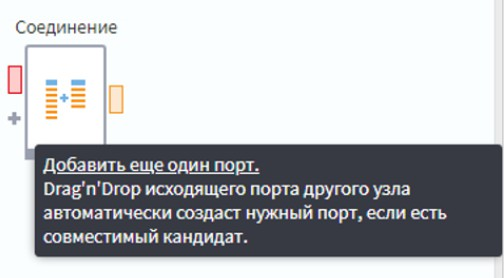 Соединение
Добавить еще один порт.
Drag'n'Drop исходящего порта другого узла
автоматически создаст нужный порт, если есть
совместимый кандидат.